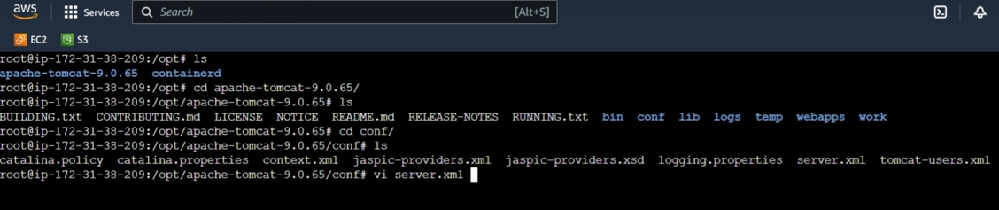 aws Services Search [Alt+S]
EC2 S3
root@ip-172-31-38-209:/opt# ls
apache-tomcat-9.0.65  containerd
root@ip-172-31-38-209:/opt# cd apache-tomcat-9.0.65/
root@ip-172-31-38-209:/opt/apache-tomcat-9.0.65# ls
BUILDING.txt  CONTRIBUTING.md  LICENSE  NOTICE  README.md  RELEASE-NOTES  RUNNING.txt  bin  conf  lib  logs  temp  webapps  work
root@ip-172-31-38-209:/opt/apache-tomcat-9.0.65# cd conf/
root@ip-172-31-38-209:/opt/apache-tomcat-9.0.65/conf# ls
catalina.policy  catalina.properties  context.xml  jaspic-providers.xml  jaspic-providers.xsd  logging.properties  server.xml  tomcat-users.xml
root@ip-172-31-38-209:/opt/apache-tomcat-9.0.65/conf# vi server.xml